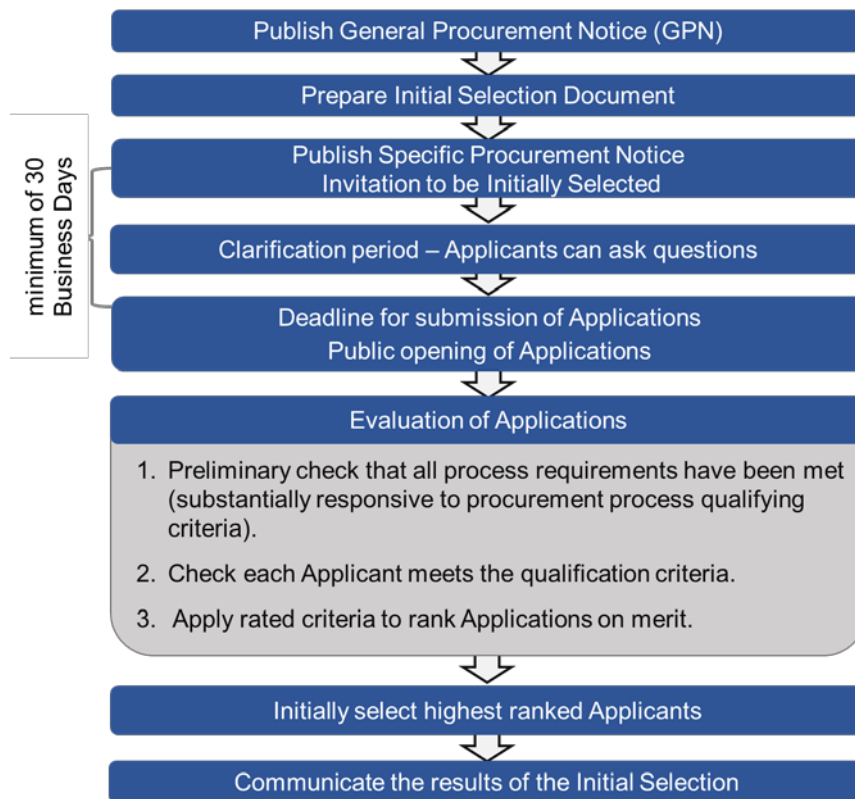 Publish General Procurement Notice (GPN)
Prepare Initial Selection Document
minimum of 30
Business Days
Publish Specific Procurement Notice
Invitation to be Initially Selected
Clarification period – Applicants can ask questions
Deadline for submission of Applications
Public opening of Applications
Evaluation of Applications
1. Preliminary check that all process requirements have been met
(substantially responsive to procurement process qualifying
criteria).
2. Check each Applicant meets the qualification criteria.
3. Apply rated criteria to rank Applications on merit.
Initially select highest ranked Applicants
Communicate the results of the Initial Selection